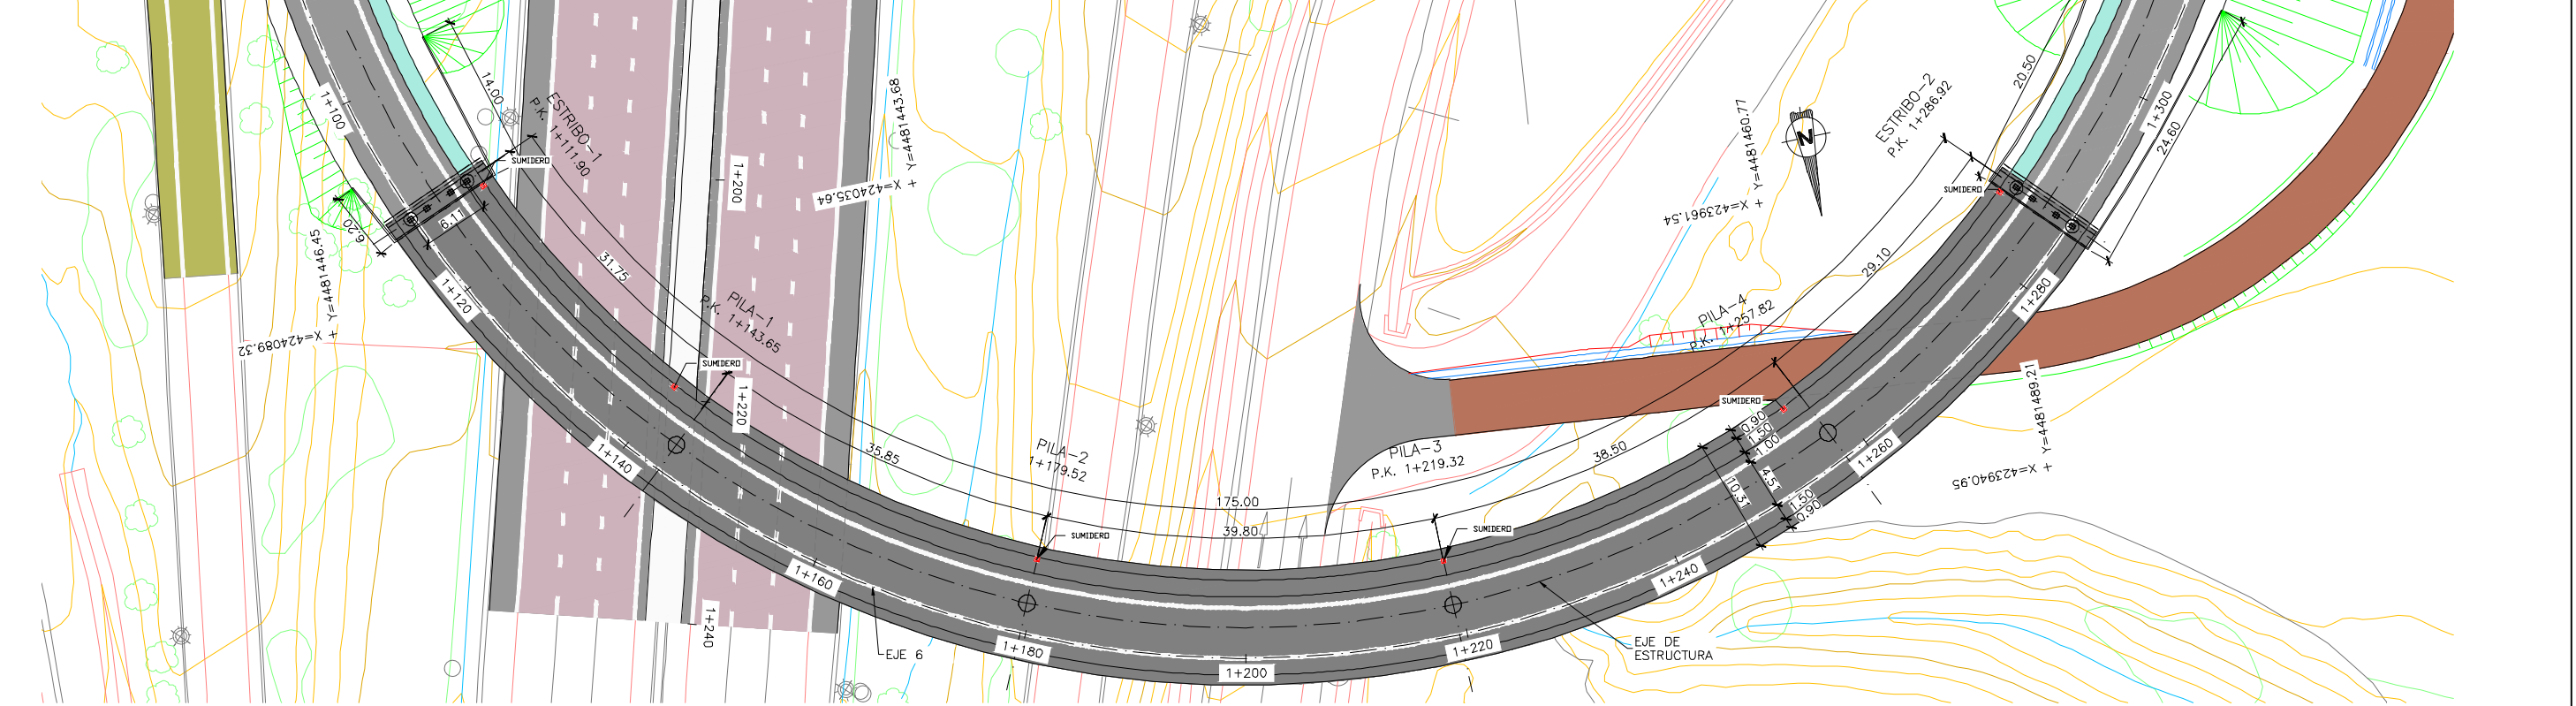 14.00
ESTRIBO-1
P.K. 1+111.90
SUMIDERO
1+100
6.20
6.11
+ Y=4481446.45
+ X=424089.32
1+120
31.75
PILA-1
P.K. 1+143.65
SUMIDERO
1+200
1+220
1+240
+ Y=4481443.68
+ X=424035.64
1+140
35.85
PILA-2
1+179.52
SUMIDERO
1+160
EJE 6
1+180
175.00
39.80
1+200
PILA-3
P.K. 1+219.32
SUMIDERO
38.50
1+220
EJE DE
ESTRUCTURA
1+240
PILA-4
P.K. 1+257.82
SUMIDERO
0.90
1.50
1.00
4.51
1.50
0.90
10.31
1+260
29.10
+ Y=4481460.77
+ X=423961.54
N
ESTRIBO-2
P.K. 1+286.92
SUMIDERO
20.50
1+300
24.60
1+280
+ Y=4481489.21
+ X=423940.95